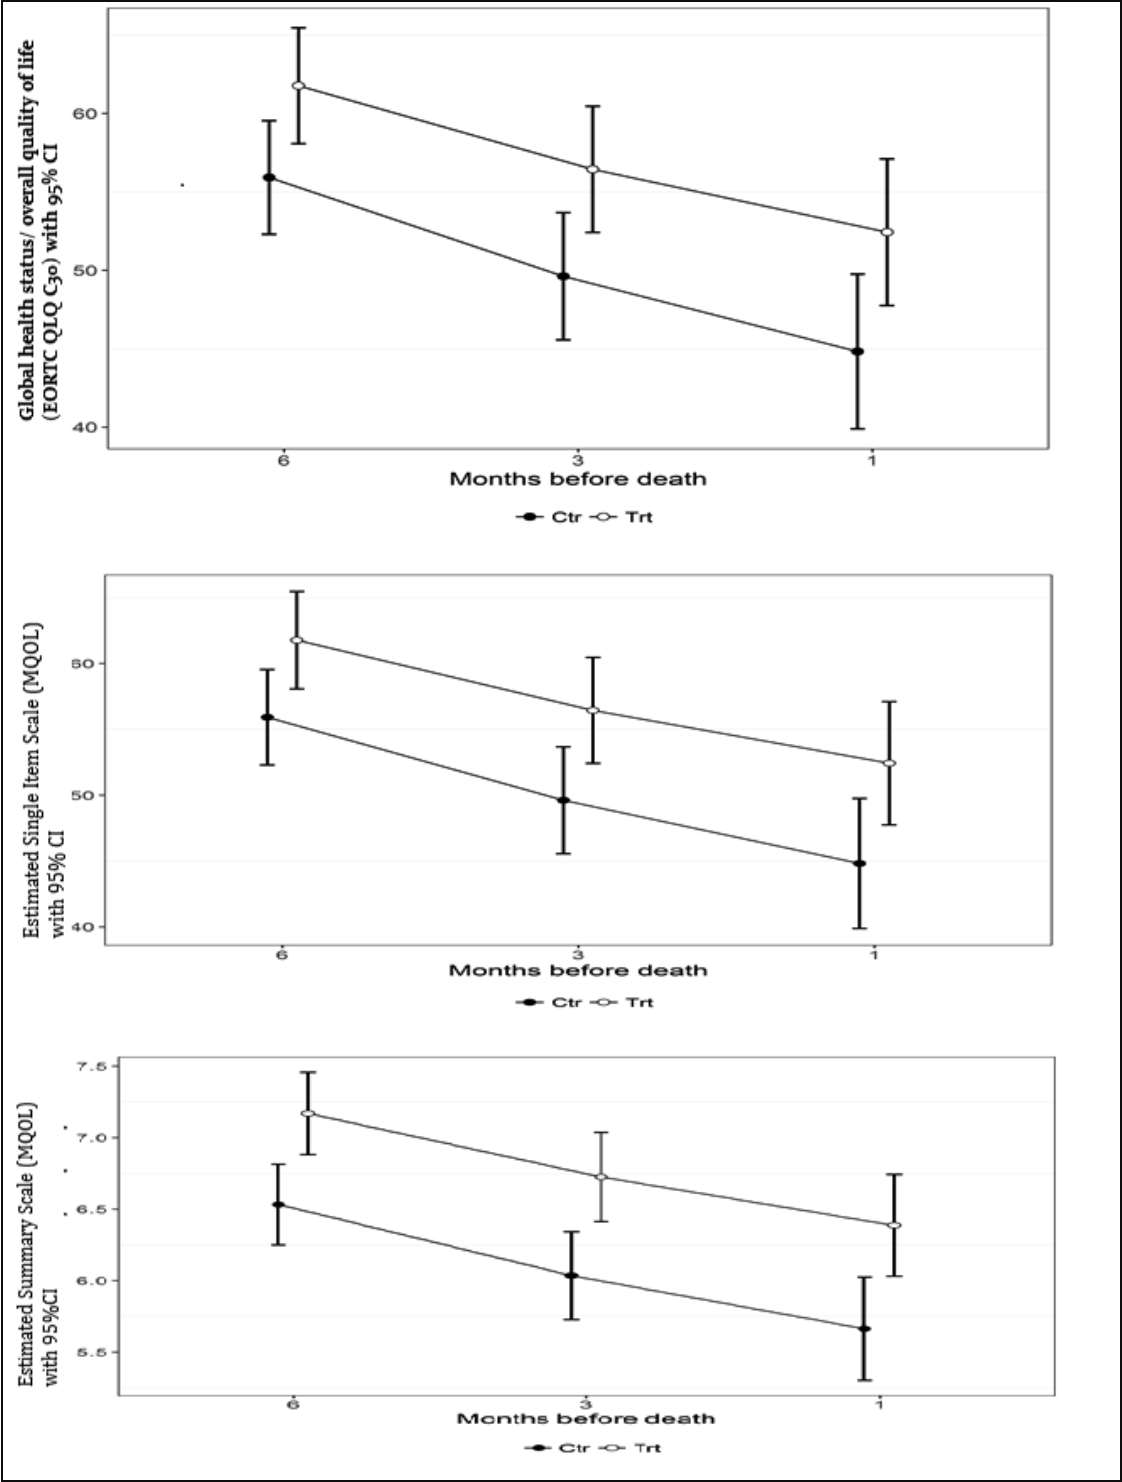 Global health status/ overall quality of life
(EORTC QLQ C30) with 95% CI
60
50
40
6 3 1
Months before death
Ctr Trt
Estimated Single Item Scale (MQOL)
with 95% CI
60
50
40
6 3 1
Months before death
Ctr Trt
Estimated Summary Scale (MQOL)
with 95%CI
7.5
7.0
6.5
6.0
5.5
6 3 1
Months before death
Ctr Trt